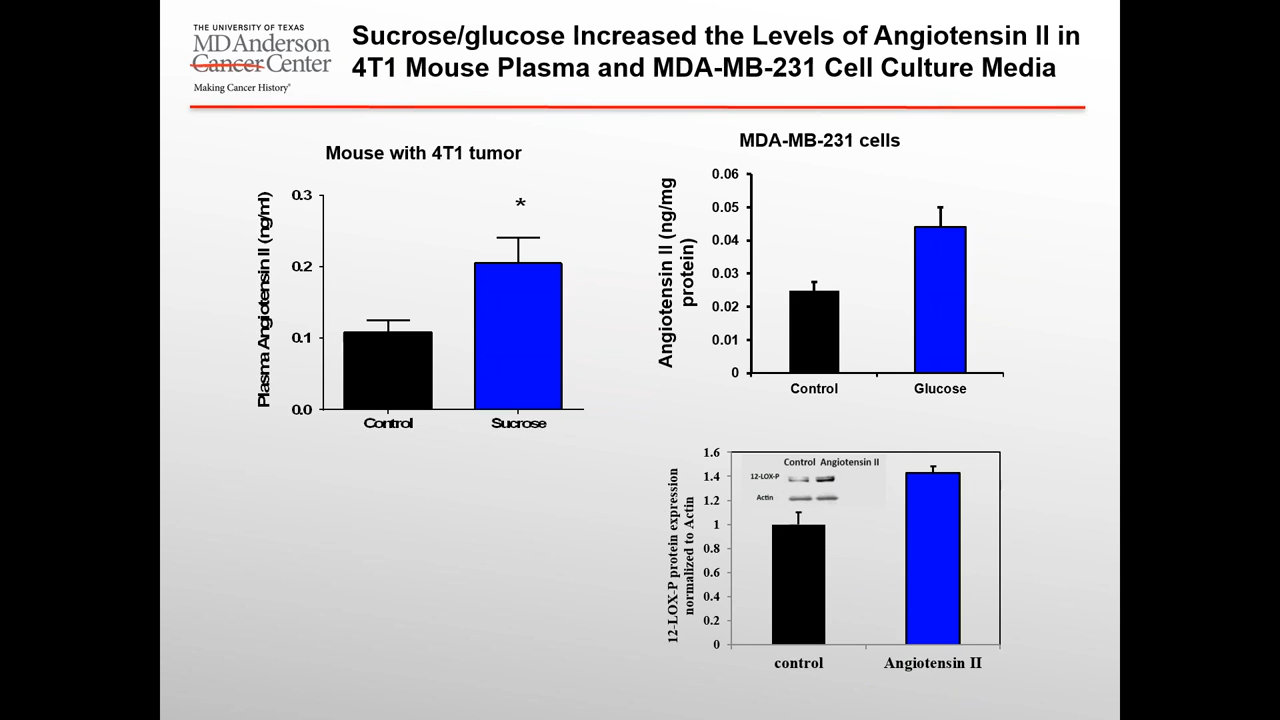 THE UNIVERSITY OF TEXAS
MD Anderson
Cancer Center
Making Cancer History®
Sucrose/glucose Increased the Levels of Angiotensin II in
4T1 Mouse Plasma and MDA-MB-231 Cell Culture Media
Mouse with 4T1 tumor
Plasma Angiotensin II (ng/ml)
0.3
0.2
0.1
0.0
*
Control
Sucrose
MDA-MB-231 cells
Angiotensin II (ng/mg
protein)
0.06
0.05
0.04
0.03
0.02
0.01
0
Control
Glucose
12-LOX-P protein expression
normalized to Actin
1.6
1.4
1.2
1
0.8
0.6
0.4
0.2
0
Control Angiotensin II
12-LOX-P
Actin
control
Angiotensin II